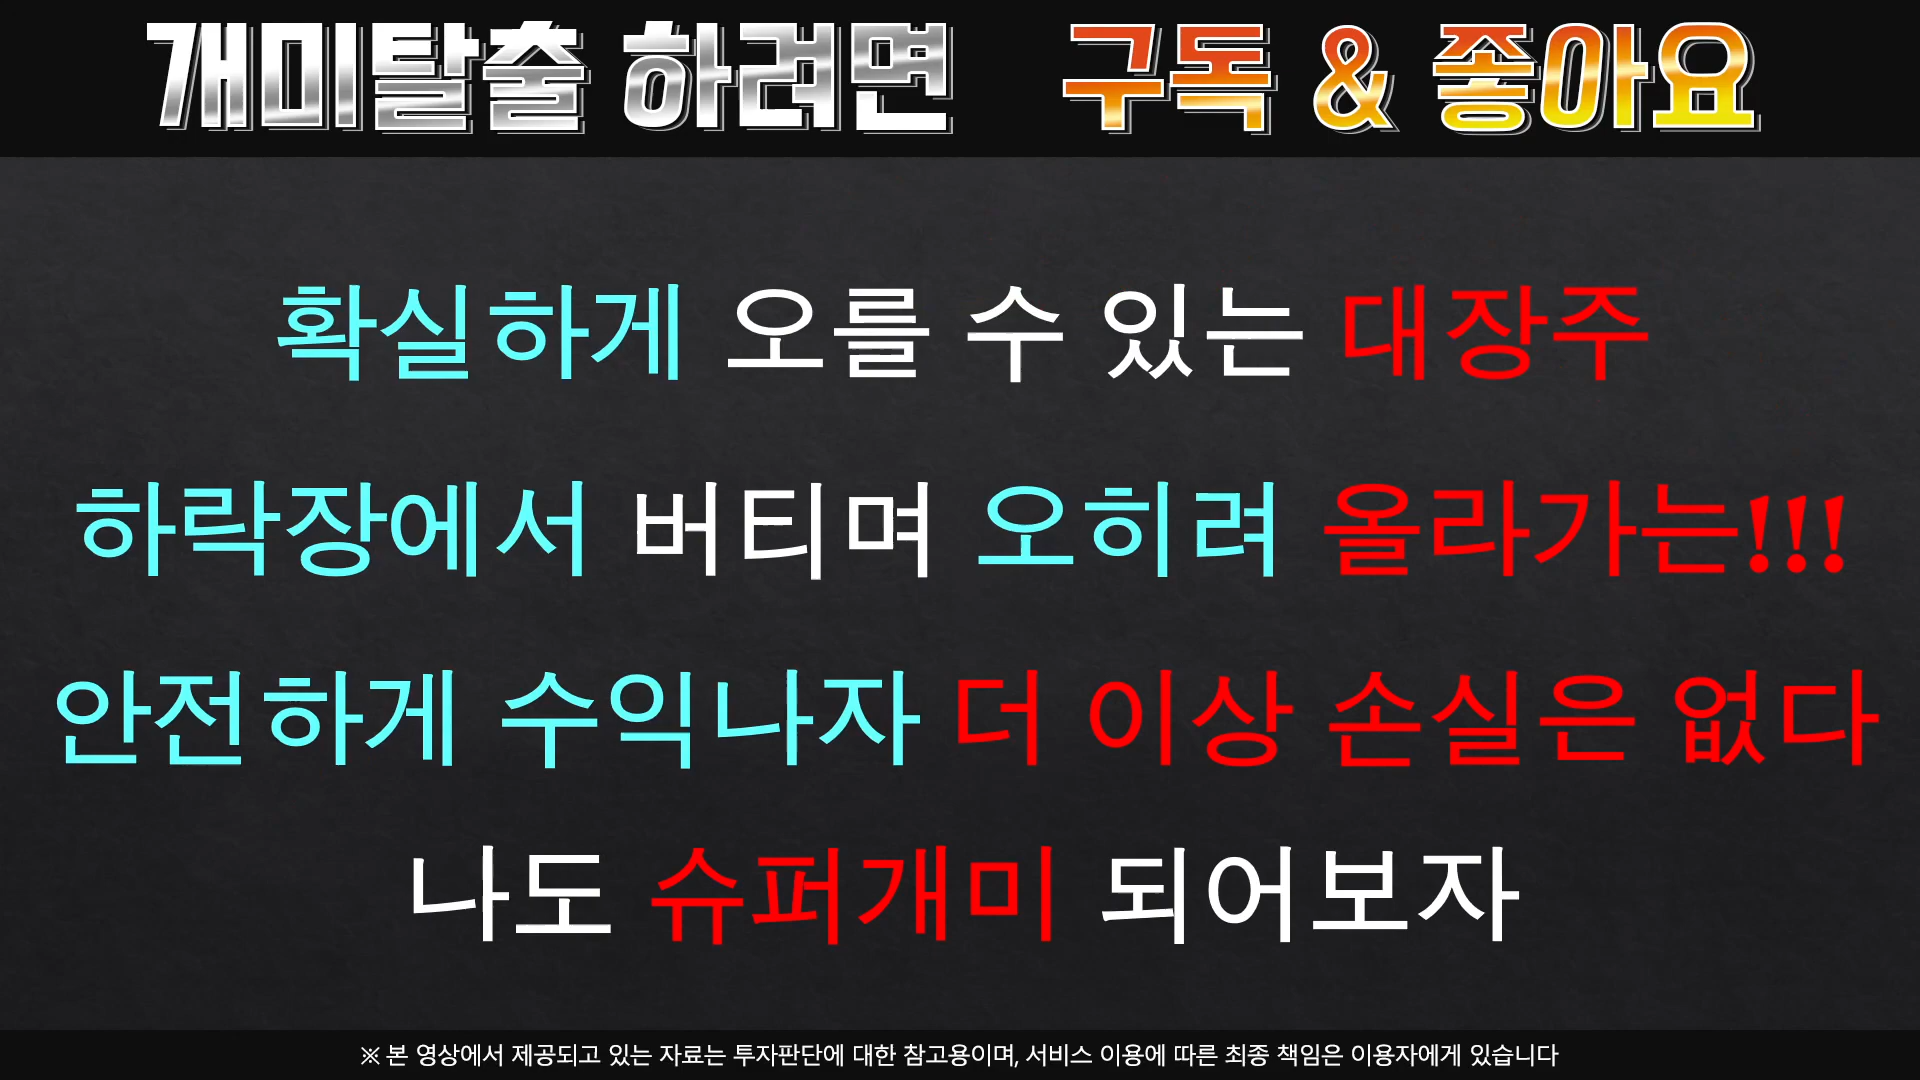 개미탈출 하려면 구독 & 좋아요
확실하게 오를 수 있는 대장주
하락장에서 버티며 오히려 올라가는!!!
안전하게 수익나자 더 이상 손실은 없다
나도 슈퍼개미 되어보자
※ 본 영상에서 제공되고 있는 자료는 투자판단에 대한 참고용이며, 서비스 이용에 따른 최종 책임은 이용자에게 있습니다